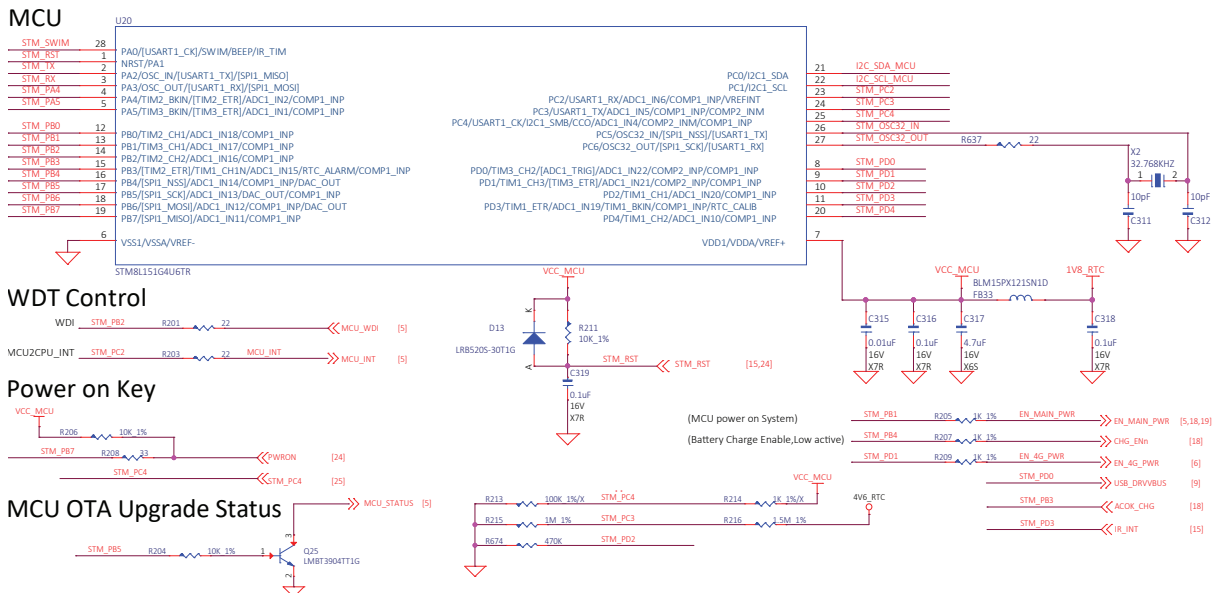 MCU
U20
STM_SWIM 28 PA0/[USART1_CK]/SWIM/BEEP/IR_TIM
STM_RST 1 NRST/PA1
STM_TX 2 PA2/OSC_IN/[USART1_TX]/[SPI1_MISO]
STM_RX 3 PA3/OSC_OUT/[USART1_RX]/[SPI1_MOSI]
STM_PA4 4 PA4/TIM2_BKIN/[TIM2_ETR]/ADC1_IN2/COMP1_INP
STM_PA5 5 PA5/TIM3_BKIN/[TIM3_ETR]/ADC1_IN1/COMP1_INP
STM_PB0 12 PB0/TIM2_CH1/ADC1_IN18/COMP1_INP
STM_PB1 13 PB1/TIM3_CH1/ADC1_IN17/COMP1_INP
STM_PB2 14 PB2/TIM2_CH2/ADC1_IN16/COMP1_INP
STM_PB3 15 PB3/[TIM2_ETR]/TIM1_CH1N/ADC1_IN15/RTC_ALARM/COMP1_INP
STM_PB4 16 PB4/[SPI1_NSS]/ADC1_IN14/COMP1_INP/DAC_OUT
STM_PB5 17 PB5/[SPI1_SCK]/ADC1_IN13/DAC_OUT/COMP1_INP
STM_PB6 18 PB6/[SPI1_MOSI]/ADC1_IN12/COMP1_INP/DAC_OUT
STM_PB7 19 PB7/[SPI1_MISO]/ADC1_IN11/COMP1_INP
6 VSS1/VSSA/VREF-
STM8L151G4U6TR
PC0/I2C1_SDA 21 I2C_SDA_MCU
PC1/I2C1_SCL 22 I2C_SCL_MCU
PC2/USART1_RX/ADC1_IN6/COMP1_INP/VREFINT 23 STM_PC2
PC3/USART1_TX/ADC1_IN5/COMP1_INP/COMP2_INM 24 STM_PC3
PC4/USART1_CK/I2C1_SMB/CCO/ADC1_IN4/COMP2_INM/COMP1_INP 25 STM_PC4
PC5/OSC32_IN/[SPI1_NSS]/[USART1_TX] 26 STM_OSC32_IN
PC6/OSC32_OUT/[SPI1_SCK]/[USART1_RX] 27 STM_OSC32_OUT R637 22
PD0/TIM3_CH2/[ADC1_TRIG]/ADC1_IN22/COMP2_INP/COMP1_INP 8 STM_PD0
PD1/TIM1_CH3/[TIM3_ETR]/ADC1_IN21/COMP2_INP/COMP1_INP 9 STM_PD1
PD2/TIM1_CH1/ADC1_IN20/COMP1_INP 10 STM_PD2
PD3/TIM1_ETR/ADC1_IN19/TIM1_BKIN/COMP1_INP/RTC_CALIB 11 STM_PD3
PD4/TIM1_CH2/ADC1_IN10/COMP1_INP 20 STM_PD4
VDD1/VDDA/VREF+ 7
X2
32.768KHZ
1 2
10pF 10pF
C311 C312
WDT Control
WDI STM_PB2 R201 22 MCU_WDI [5]
MCU2CPU_INT STM_PC2 R203 22 MCU_INT MCU_INT [5]
VCC_MCU
K
D13
LRB520S-30T1G
A
R211
10K_1%
STM_RST STM_RST [15,24]
C319
0.1uF
16V
X7R
VCC_MCU 1V8_RTC
BLM15PX121SN1D
FB33
C315 C316 C317 C318
0.01uF 0.1uF 4.7uF 0.1uF
16V 16V 16V 16V
X7R X7R X6S X7R
Power on Key
VCC_MCU
R206 10K_1%
STM_PB7 R208 33 PWRON [24]
STM_PC4 STM_PC4 [25]
(MCU power on System) STM_PB1 R205 1K_1% EN_MAIN_PWR EN_MAIN_PWR [5,18,19]
(Battery Charge Enable,Low active) STM_PB4 R207 1K_1% CHG_ENn [18]
STM_PD1 R209 1K_1% EN_4G_PWR EN_4G_PWR [6]
STM_PD0 USB_DRVVBUS [9]
STM_PB3 ACOK_CHG [18]
STM_PD3 IR_INT [15]
MCU OTA Upgrade Status
MCU_STATUS [5]
STM_PB5 R204 10K_1% 1
3
2
Q25
LMBT3904TT1G
VCC_MCU
R213 100K_1%/X STM_PC4 R214 1K_1%/X
4V6_RTC
R215 1M_1% STM_PC3 R216 1.5M_1%
R674 470K STM_PD2